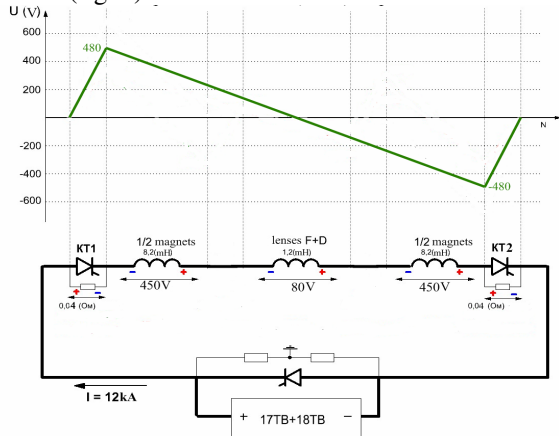 U (V)
600
400
200
0
-200
-400
-600
480
-480
N
KT1
1/2 magnets
8,2(mH)
lenses F+D
1,2(mH)
1/2 magnets
8,2(mH)
KT2
- +
- +
- +
+ -
0,04 (Ом)
450V
80V
450V
+ -
0,04 (Ом)
I = 12kA
+ 17TB+18TB -